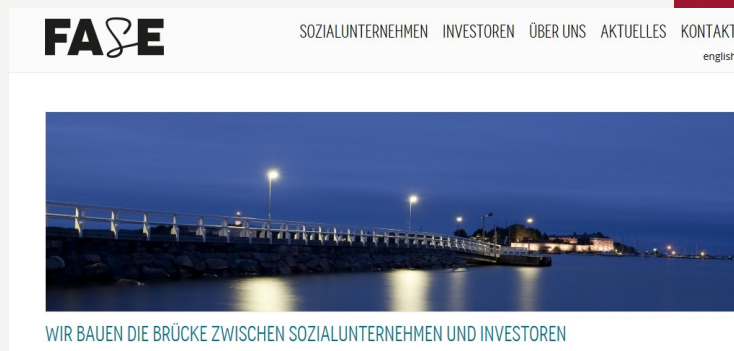 FASE
SOZIALUNTERNEHMEN INVESTOREN ÜBER UNS AKTUELLES KONTAKT
english
WIR BAUEN DIE BRÜCKE ZWISCHEN SOZIALUNTERNEHMEN UND INVESTOREN